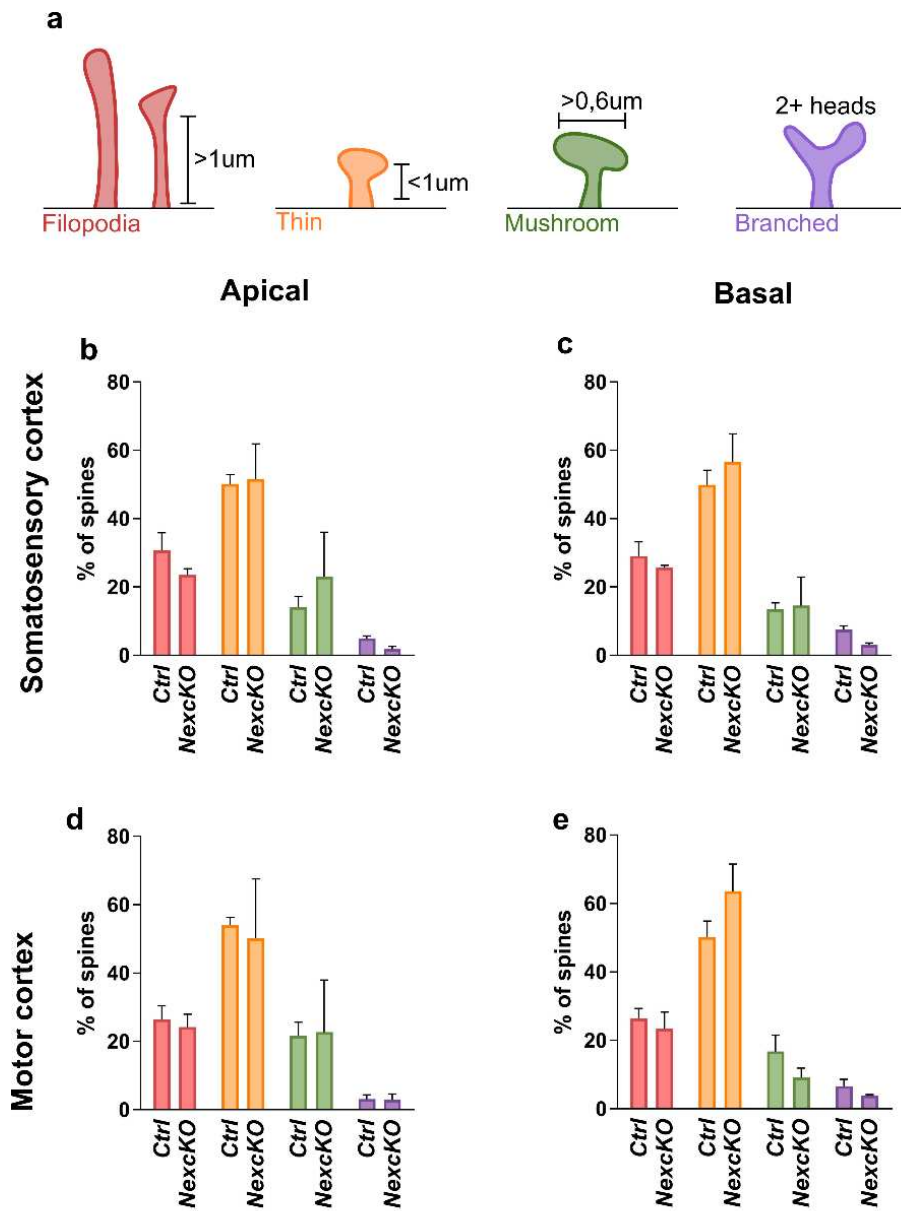 a
>1um
<1um
>0,6um
2+ heads
Filopodia
Thin
Mushroom
Branched
Apical
Basal
Somatosensory cortex
b
80
60
40
20
0
% of spines
Ctrl
NexcKO
Ctrl
NexcKO
Ctrl
NexcKO
Ctrl
NexcKO
c
80
60
40
20
0
% of spines
Ctrl
NexcKO
Ctrl
NexcKO
Ctrl
NexcKO
Ctrl
NexcKO
Motor cortex
d
80
60
40
20
0
% of spines
Ctrl
NexcKO
Ctrl
NexcKO
Ctrl
NexcKO
Ctrl
NexcKO
e
80
60
40
20
0
% of spines
Ctrl
NexcKO
Ctrl
NexcKO
Ctrl
NexcKO
Ctrl
NexcKO